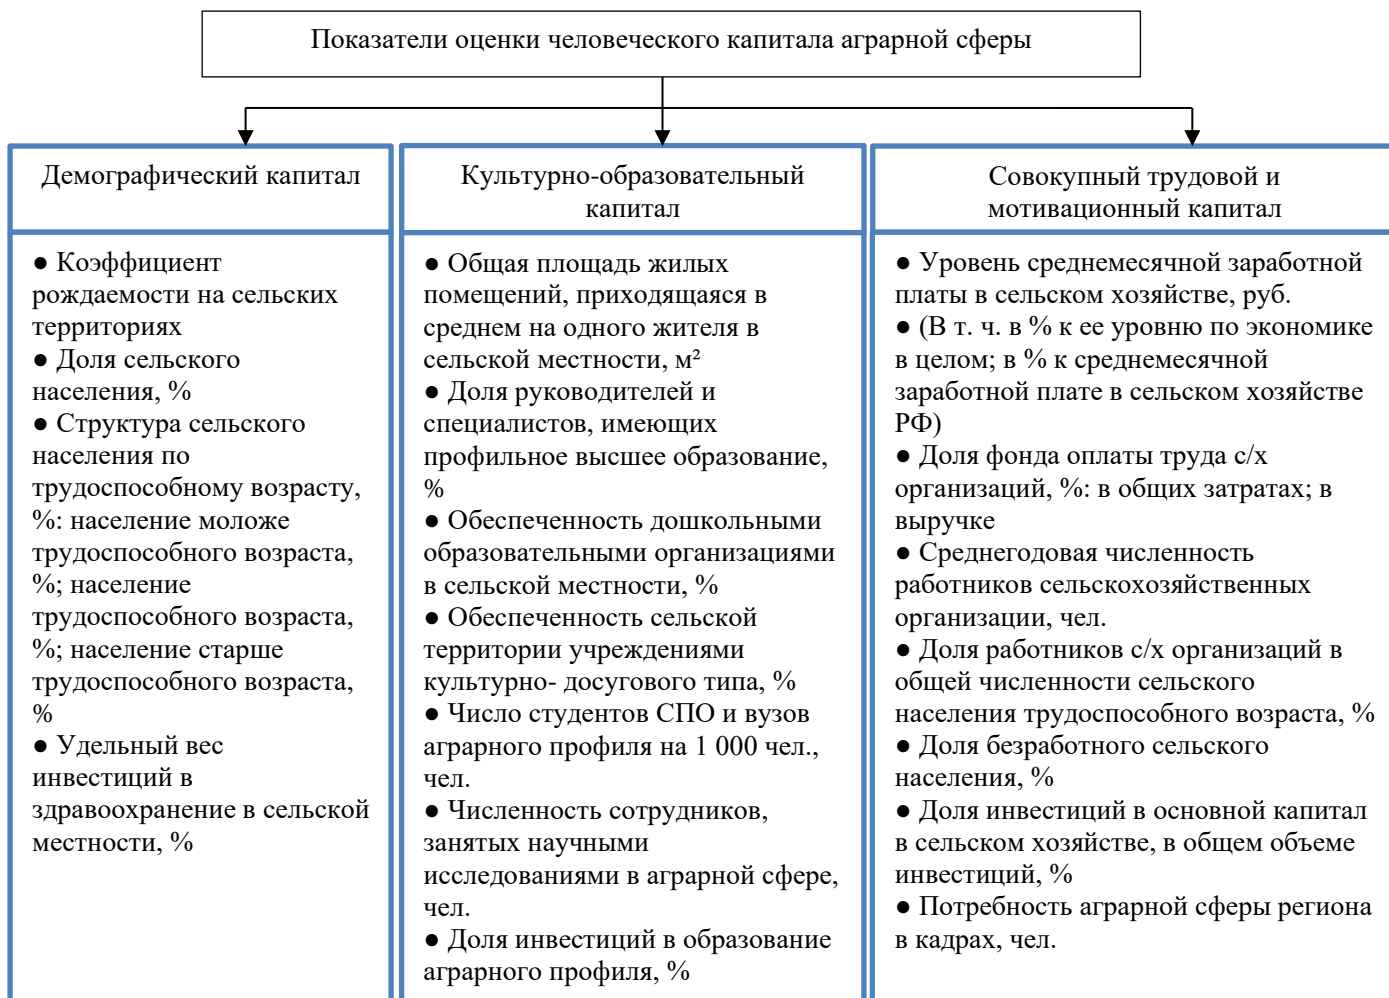 Показатели оценки человеческого капитала аграрной сферы
Демографический капитал
● Коэффициент
рождаемости на сельских
территориях
● Доля сельского
населения, %
● Структура сельского
населения по
трудоспособному возрасту,
%: население моложе
трудоспособного возраста,
%; население
трудоспособного возраста,
%; население старше
трудоспособного возраста,
%
● Удельный вес
инвестиций в
здравоохранение в сельской
местности, %
Культурно-образовательный
капитал
● Общая площадь жилых
помещений, приходящаяся в
среднем на одного жителя в
сельской местности, м²
● Доля руководителей и
специалистов, имеющих
профильное высшее образование,
%
● Обеспеченность дошкольными
образовательными организациями
в сельской местности, %
● Обеспеченность сельской
территории учреждениями
культурно- досугового типа, %
● Число студентов СПО и вузов
аграрного профиля на 1 000 чел.,
чел.
● Численность сотрудников,
занятых научными
исследованиями в аграрной сфере,
чел.
● Доля инвестиций в образование
аграрного профиля, %
Совокупный трудовой и
мотивационный капитал
● Уровень среднемесячной заработной
платы в сельском хозяйстве, руб.
● (В т. ч. в % к ее уровню по экономике
в целом; в % к среднемесячной
заработной плате в сельском хозяйстве
РФ)
● Доля фонда оплаты труда с/х
организаций, %: в общих затратах; в
выручке
● Среднегодовая численность
работников сельскохозяйственных
организации, чел.
● Доля работников с/х организаций в
общей численности сельского
населения трудоспособного возраста, %
● Доля безработного сельского
населения, %
● Доля инвестиций в основной капитал
в сельском хозяйстве, в общем объеме
инвестиций, %
● Потребность аграрной сферы региона
в кадрах, чел.